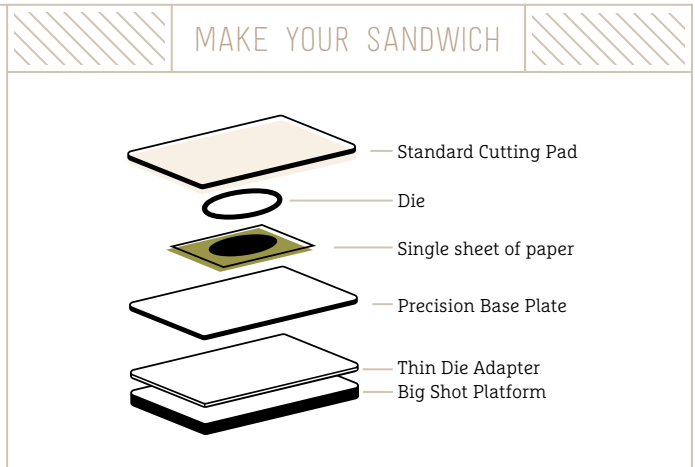 MAKE YOUR SANDWICH
Standard Cutting Pad
Die
Single sheet of paper
Precision Base Plate
Thin Die Adapter
Big Shot Platform